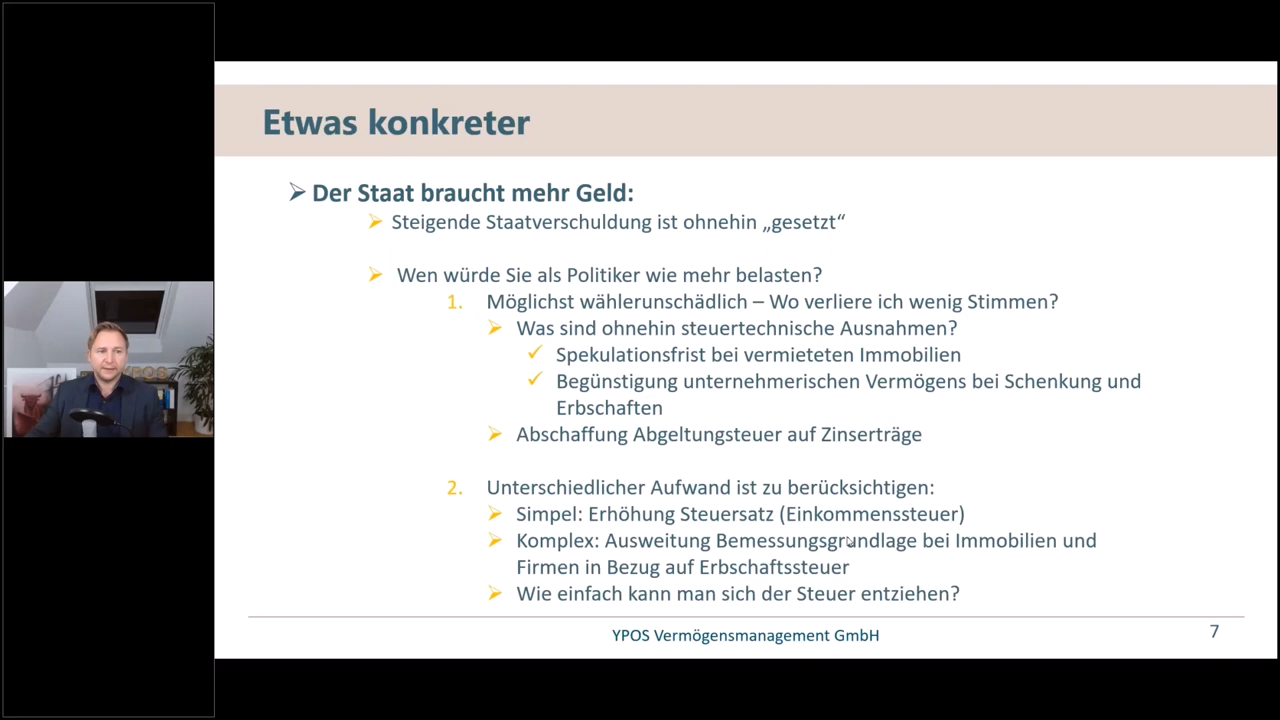 Etwas konkreter
Der Staat braucht mehr Geld:
Steigende Staatverschuldung ist ohnehin „gesetzt“
Wen würde Sie als Politiker wie mehr belasten?
1. Möglichst wählerunschädlich – Wo verliere ich wenig Stimmen?
Was sind ohnehin steuertechnische Ausnahmen?
Spekulationsfrist bei vermieteten Immobilien
Begünstigung unternehmerischen Vermögens bei Schenkung und
Erbschaften
Abschaffung Abgeltungsteuer auf Zinserträge
2. Unterschiedlicher Aufwand ist zu berücksichtigen:
Simpel: Erhöhung Steuersatz (Einkommenssteuer)
Komplex: Ausweitung Bemessungsgrundlage bei Immobilien und
Firmen in Bezug auf Erbschaftssteuer
Wie einfach kann man sich der Steuer entziehen?
YPOS Vermögensmanagement GmbH
7
YPOS